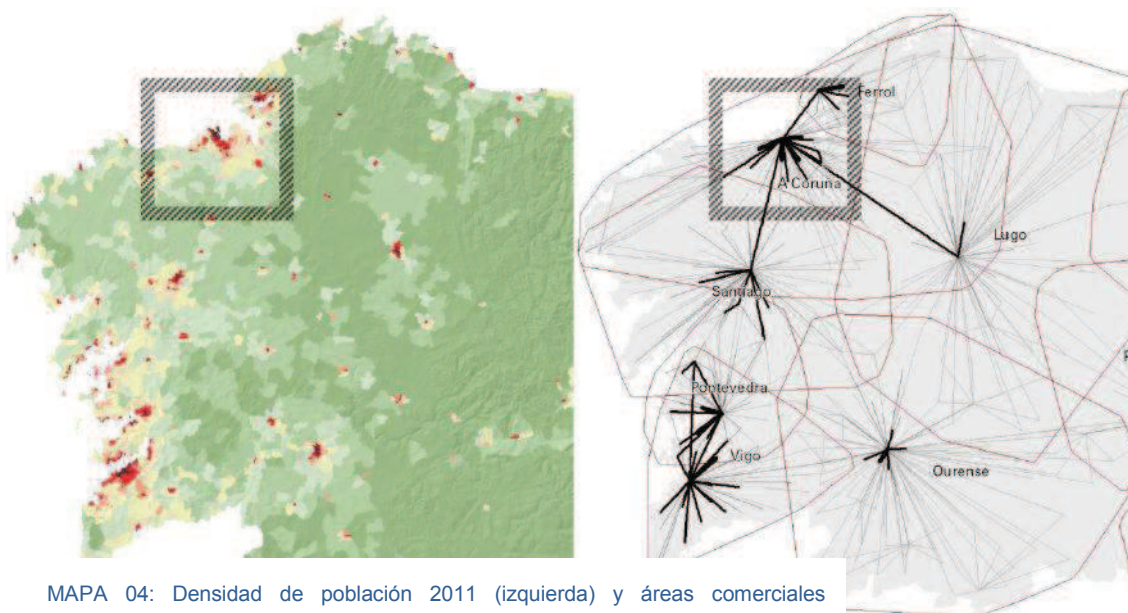 Ferrol
A Coruña
Lugo
Santiago
Pontevedra
Vigo
Ourense
MAPA 04: Densidad de población 2011 (izquierda) y áreas comerciales